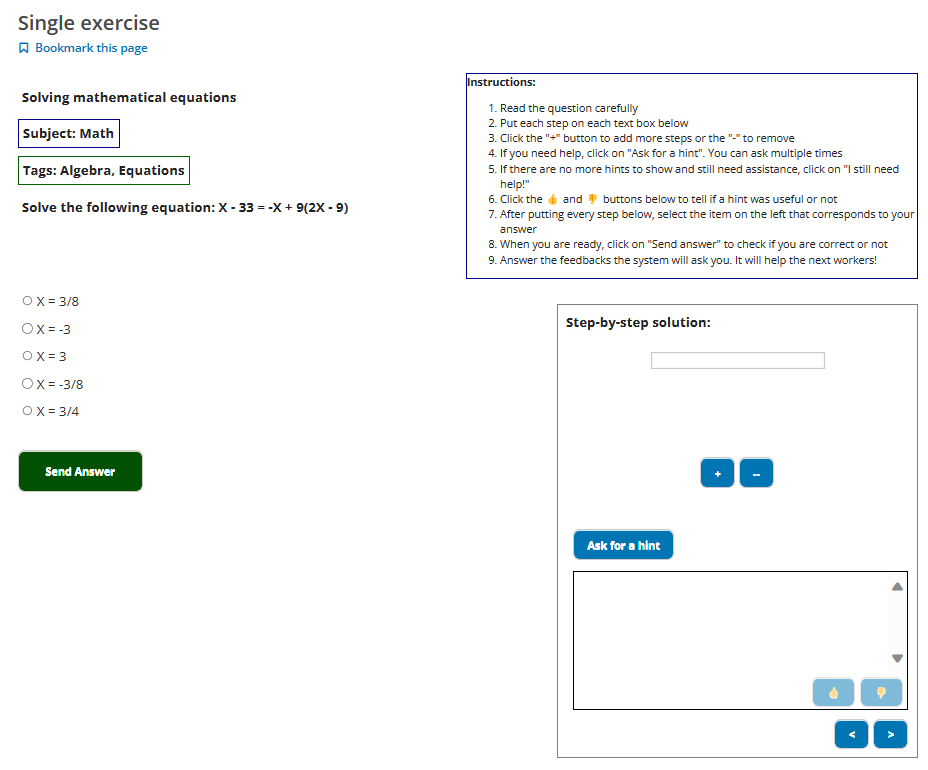 Single exercise
Bookmark this page
Solving mathematical equations
Subject: Math
Tags: Algebra, Equations
Solve the following equation: X - 33 = -X + 9(2X - 9)
Instructions:
1. Read the question carefully
2. Put each step on each text box below
3. Click the "+" button to add more steps or the "-" to remove
4. If you need help, click on "Ask for a hint". You can ask multiple times
5. If there are no more hints to show and still need assistance, click on "I still need
help!"
6. Click the 👍 and 👎 buttons below to tell if a hint was useful or not
7. After putting every step below, select the item on the left that corresponds to your
answer
8. When you are ready, click on "Send answer" to check if you are correct or not
9. Answer the feedbacks the system will ask you. It will help the next workers!
X = 3/8
X = -3
X = 3
X = -3/8
X = 3/4
Send Answer
Step-by-step solution:
+
--
Ask for a hint
<
>